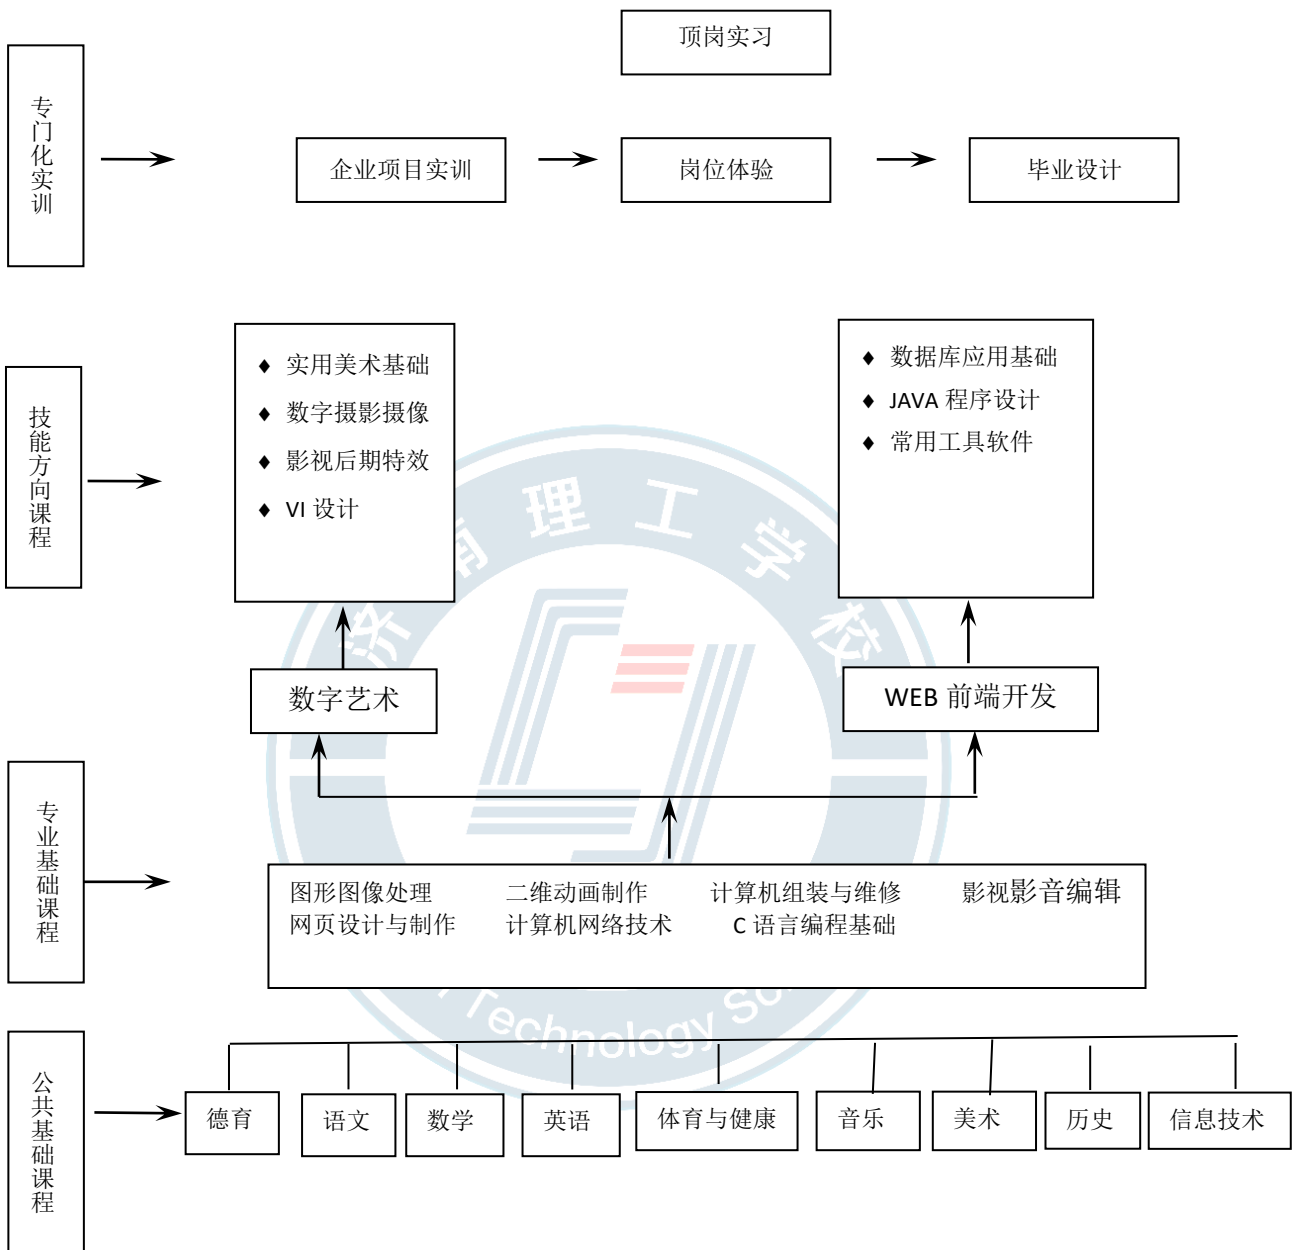 顶岗实习
专门化实训
企业项目实训
岗位体验
毕业设计
技能方向课程
♦ 实用美术基础
♦ 数字摄影摄像
♦ 影视后期特效
♦ VI 设计
♦ 数据库应用基础
♦ JAVA 程序设计
♦ 常用工具软件
济南理工学校
数字艺术
WEB 前端开发
专业基础课程
图形图像处理 二维动画制作 计算机组装与维修 影视影音编辑
网页设计与制作 计算机网络技术 C 语言编程基础
Technology
公共基础课程
德育
语文
数学
英语
体育与健康
音乐
美术
历史
信息技术